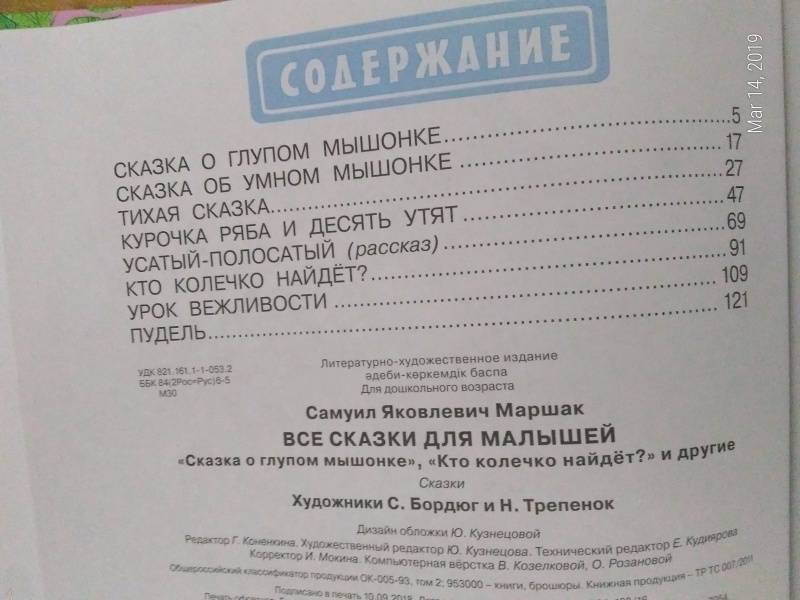 СОДЕРЖАНИЕ
СКАЗКА О ГЛУПОМ МЫШОНКЕ..........5
СКАЗКА ОБ УМНОМ МЫШОНКЕ..........17
ТИХАЯ СКАЗКА..........27
КУРОЧКА РЯБА И ДЕСЯТЬ УТЯТ..........47
УСАТЫЙ-ПОЛОСАТЫЙ (рассказ)..........69
КТО КОЛЕЧКО НАЙДЁТ?..........91
УРОК ВЕЖЛИВОСТИ..........109
ПУДЕЛЬ..........121
УДК 821.161.1-1-053.2
ББК 84(2Рос=Рус)6-5
М30
Литературно-художественное издание
әдеби-көркемдік баспа
Для дошкольного возраста
Самуил Яковлевич Маршак
ВСЕ СКАЗКИ ДЛЯ МАЛЫШЕЙ
«Сказка о глупом мышонке», «Кто колечко найдёт?» и другие
Сказки
Художники С. Бордюг и Н. Трепенок
Дизайн обложки Ю. Кузнецовой
Редактор Г. Коненкина. Художественный редактор Ю. Кузнецова. Технический редактор Е. Кудиярова
Корректор И. Мокина. Компьютерная вёрстка В. Козелковой, О. Розановой
Общероссийский классификатор продукции ОК-005-93, том 2; 953000 – книги, брошюры. Книжная продукция – ТР ТС 007/2011
Подписано в печать 10.09.2018.
Mar 14, 2019